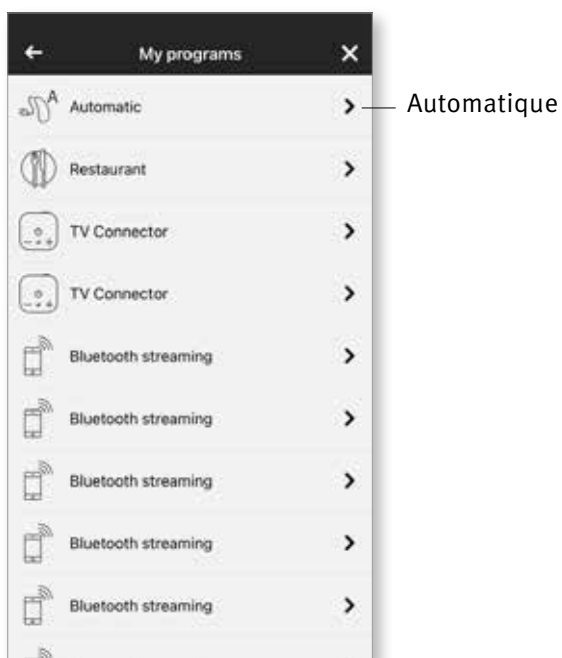 My programs
A Automatic
Automatique
Restaurant
TV Connector
TV Connector
Bluetooth streaming
Bluetooth streaming
Bluetooth streaming
Bluetooth streaming
Bluetooth streaming